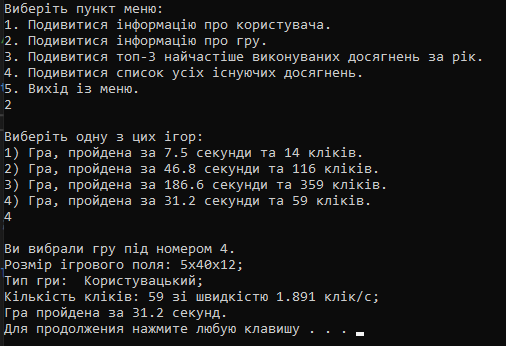 Виберіть пункт меню:
1. Подивитися інформацію про користувача.
2. Подивитися інформацію про гру.
3. Подивитися топ-3 найчастіше виконуваних досягнень за рік.
4. Подивитися список усіх існуючих досягнень.
5. Вихід із меню.
2
Виберіть одну з цих ігор:
1) Гра, пройдена за 7.5 секунди та 14 кліків.
2) Гра, пройдена за 46.8 секунди та 116 кліків.
3) Гра, пройдена за 186.6 секунди та 359 кліків.
4) Гра, пройдена за 31.2 секунди та 59 кліків.
4
Ви вибрали гру під номером 4.
Розмір ігрового поля: 5x40x12;
Тип гри:  Користувацький;
Кількість кліків: 59 зі швидкістю 1.891 клік/с;
Гра пройдена за 31.2 секунд.
Для продолжения нажмите любую клавишу . . .